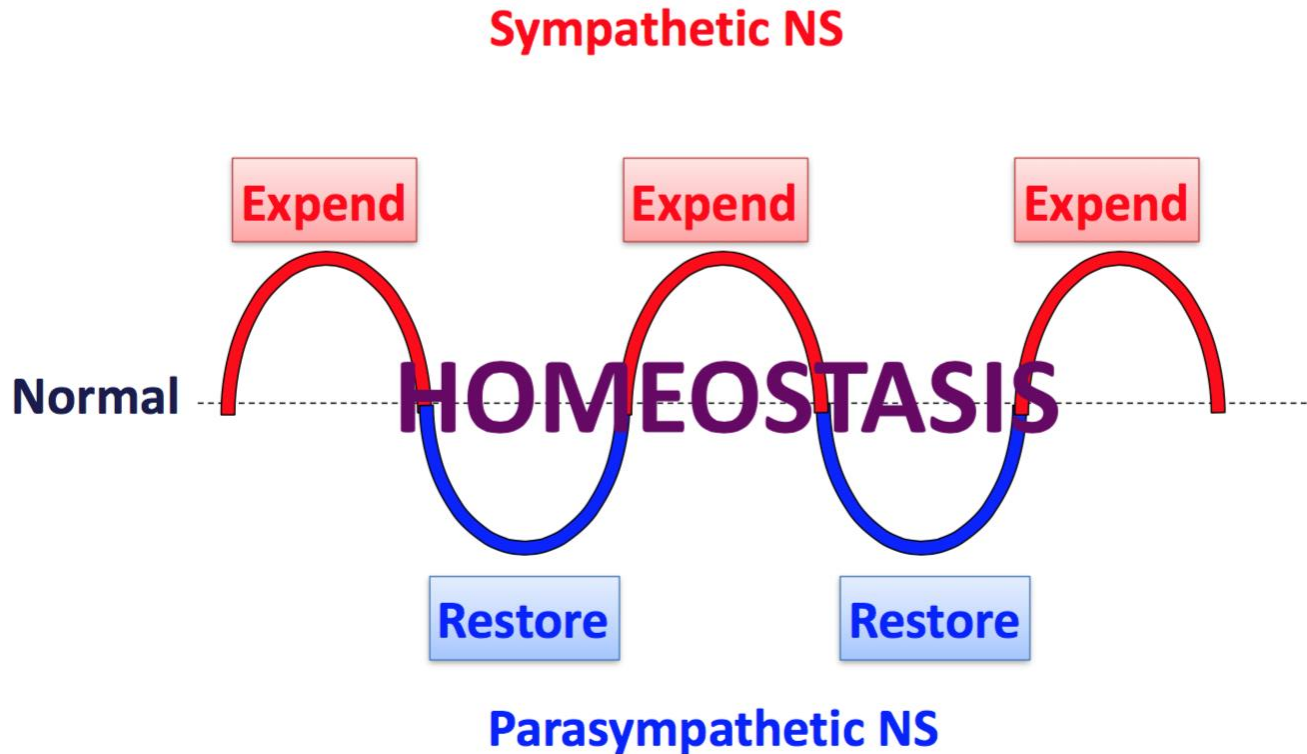 Sympathetic NS
Expend Expend Expend
Normal HOMEOSTASIS
Restore Restore
Parasympathetic NS